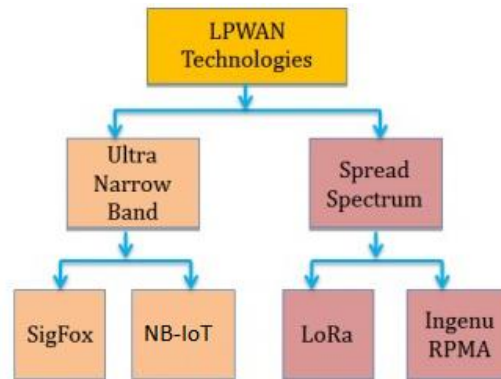 LPWAN
Technologies
Ultra
Narrow
Band
Spread
Spectrum
SigFox
NB-IoT
LoRa
Ingenu
RPMA